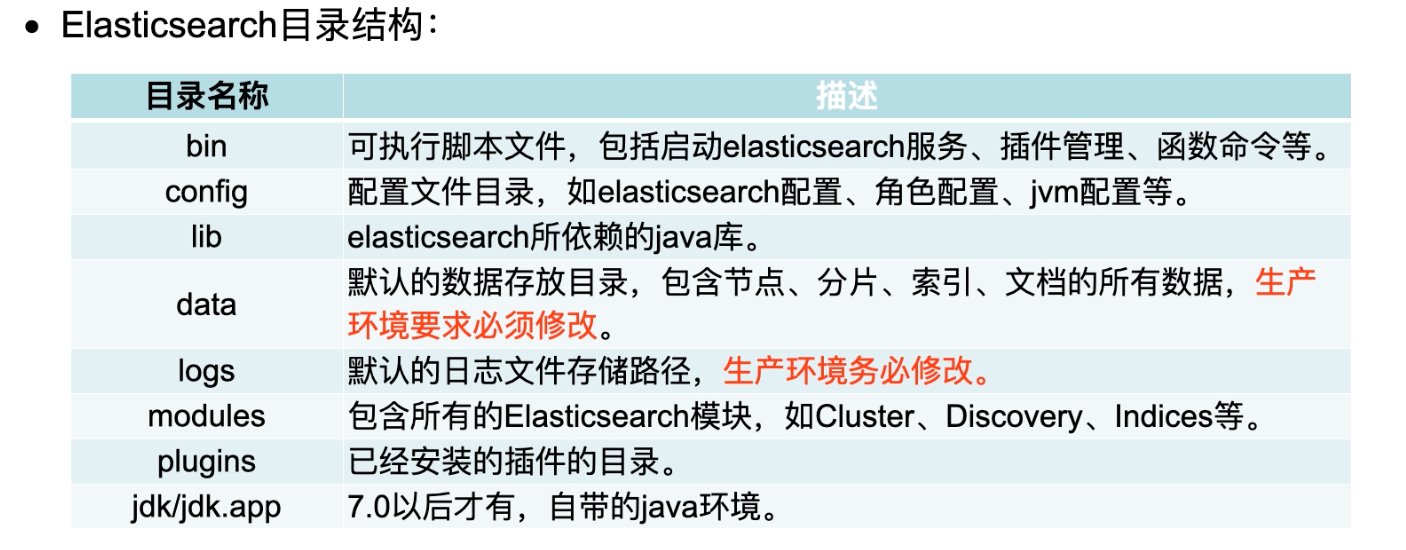 • Elasticsearch目录结构：
目录名称 描述
bin 可执行脚本文件，包括启动elasticsearch服务、插件管理、函数命令等。
config 配置文件目录，如elasticsearch配置、角色配置、jvm配置等。
lib elasticsearch所依赖的java库。
data 默认的数据存放目录，包含节点、分片、索引、文档的所有数据，生产
环境要求必须修改。
logs 默认的日志文件存储路径，生产环境务必修改。
modules 包含所有的Elasticsearch模块，如Cluster、Discovery、Indices等。
plugins 已经安装的插件的目录。
jdk/jdk.app 7.0以后才有，自带的java环境。